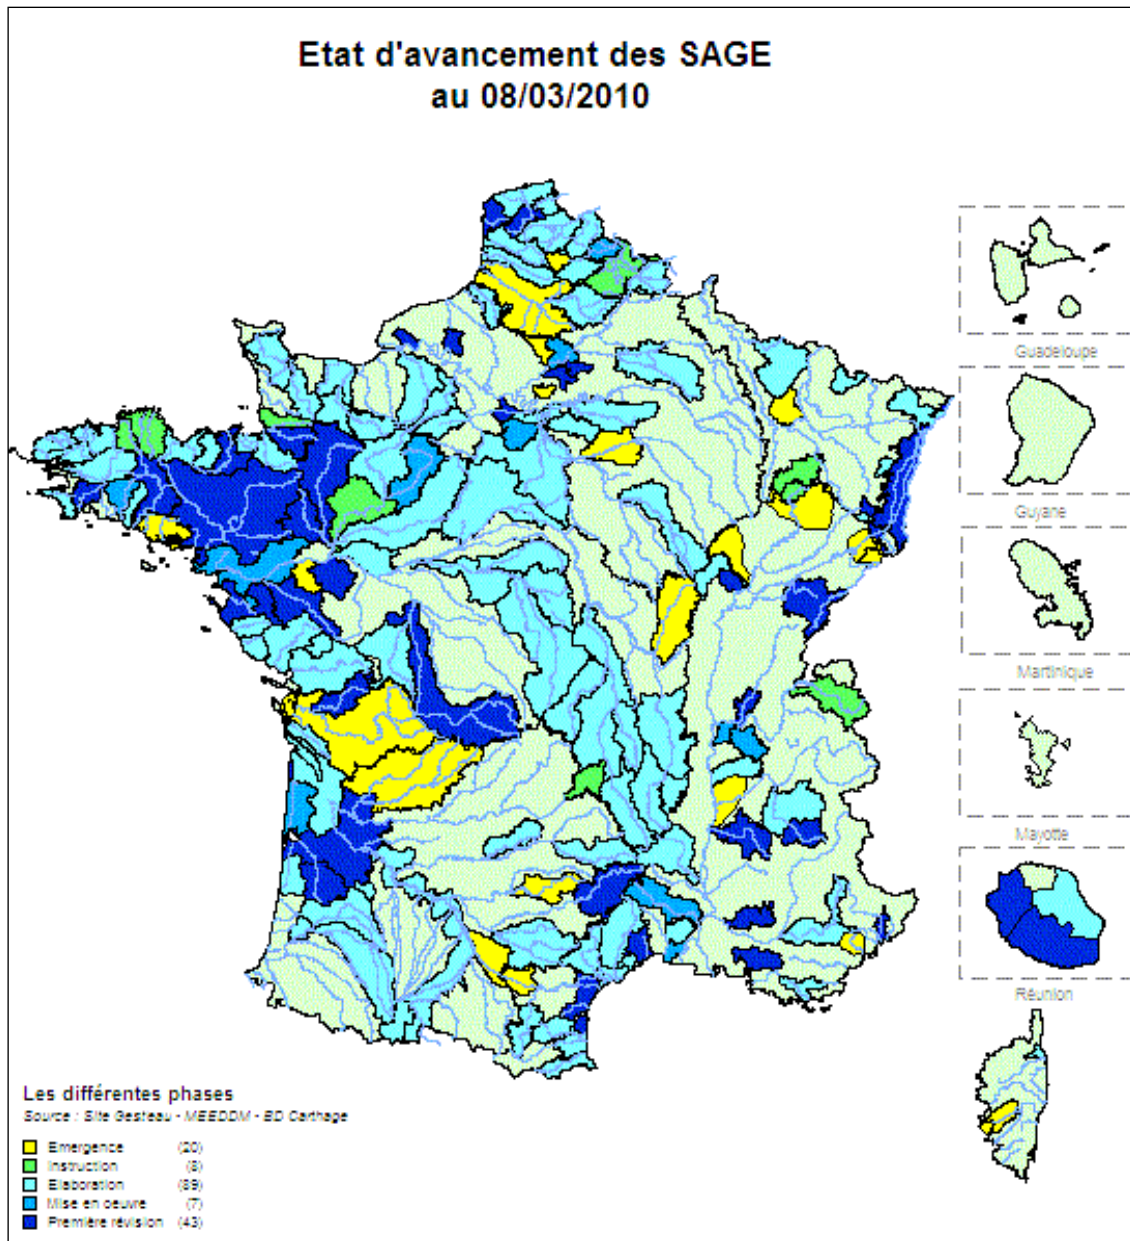 Etat d'avancement des SAGE
au 08/03/2010
Guadeloupe
Guyane
Martinique
Mayotte
Réunion
Les différentes phases
Source : Site Gesteau - MEEDDM - BD Carthage
Emergence (20)
Instruction (8)
Elaboration (89)
Mise en oeuvre (7)
Première révision (43)